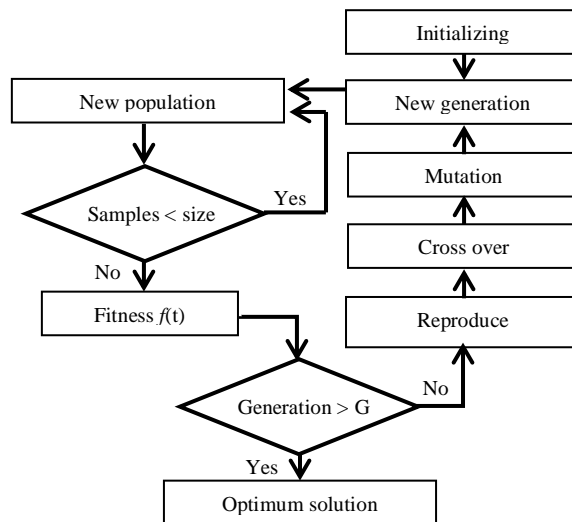 Initializing
New population
New generation
Mutation
Samples < size
Yes
Cross over
No
Fitness f(t)
Reproduce
No
Generation > G
Yes
Optimum solution